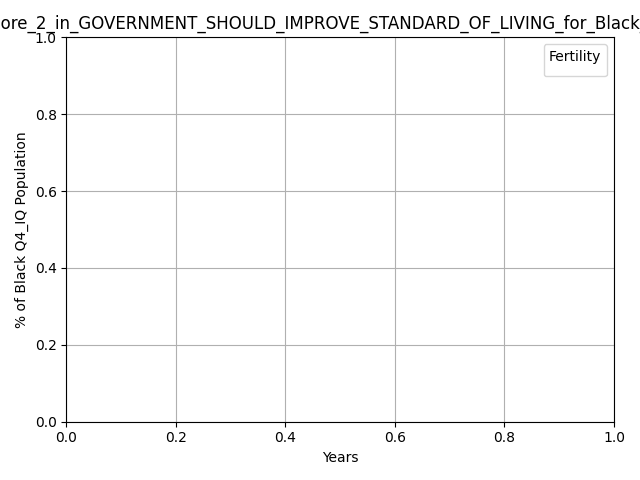 ore_2_in_GOVERNMENT_SHOULD_IMPROVE_STANDARD_OF_LIVING_for_Black_
Fertility
% of Black Q4_IQ Population
1.0
0.8
0.6
0.4
0.2
0.0
0.0 0.2 0.4 0.6 0.8 1.0
Years